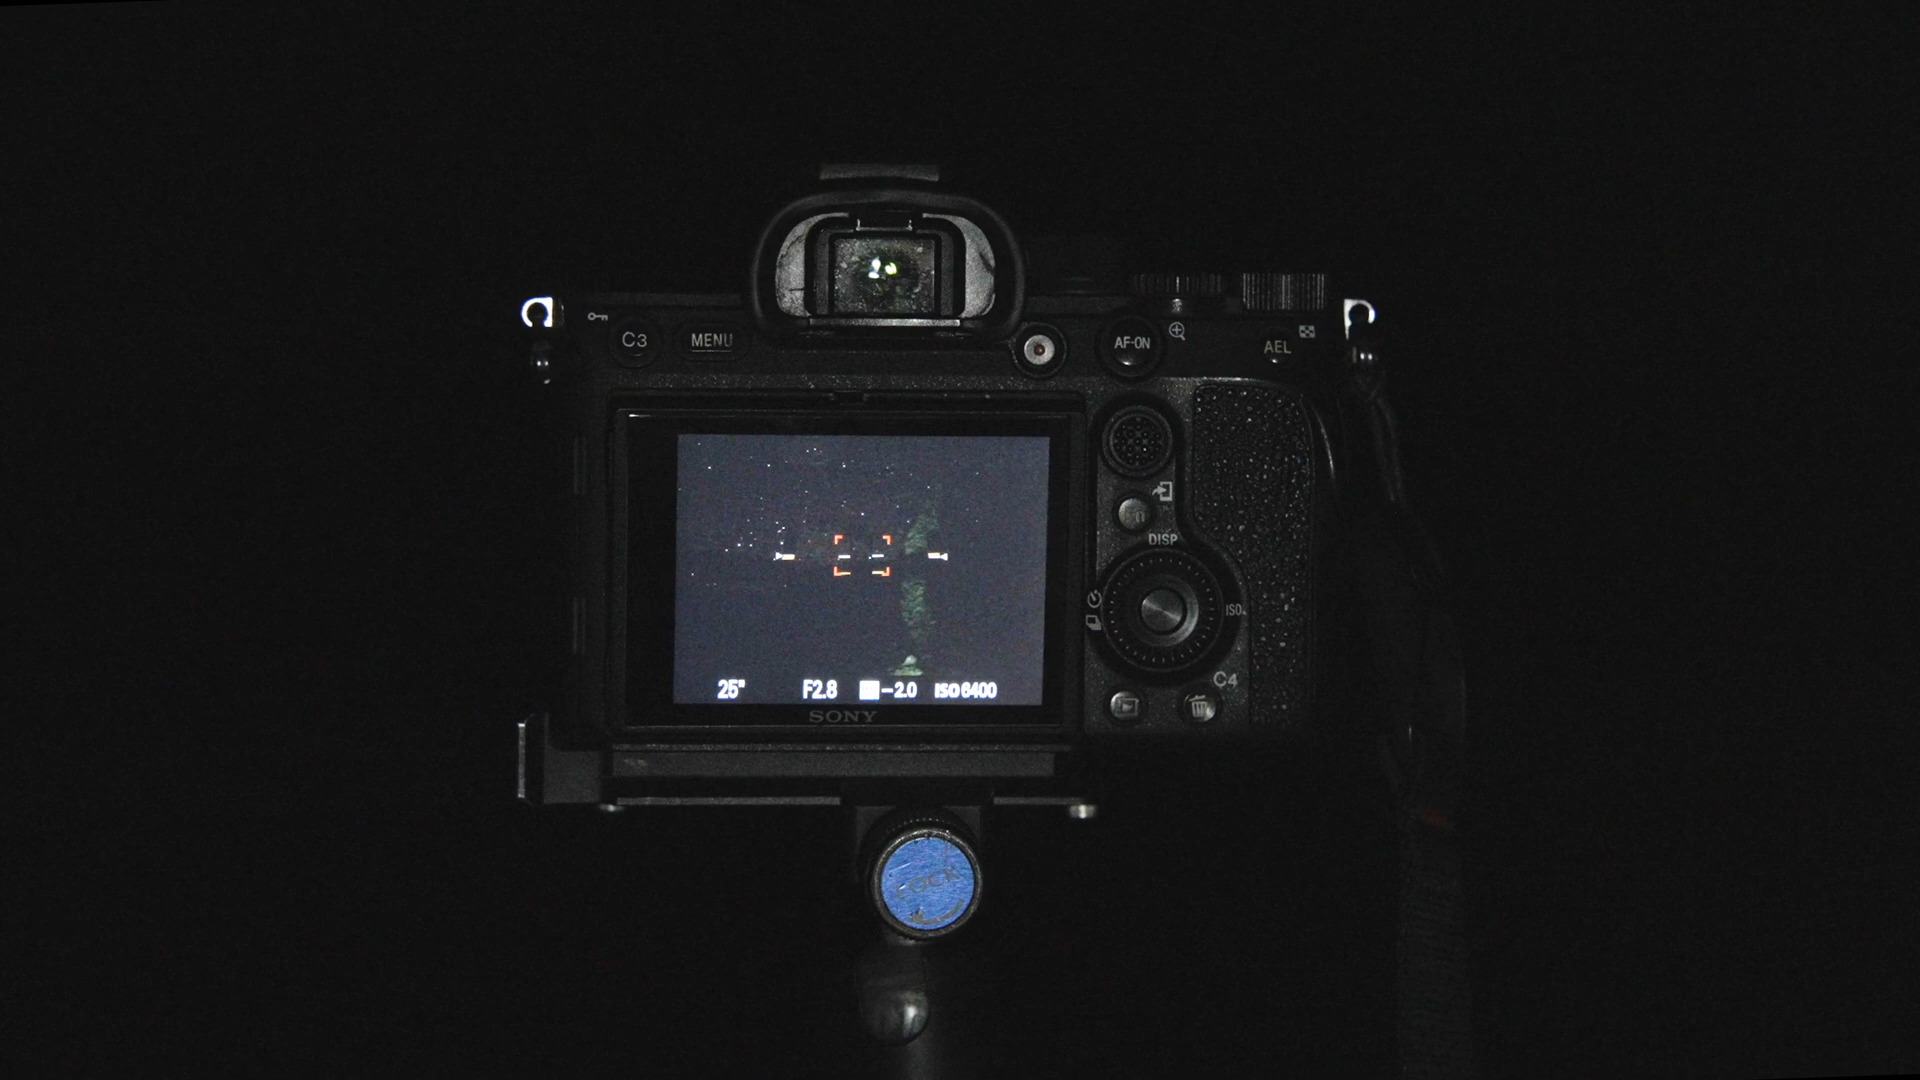 C3 MENU AF-ON AEL
DISP
ISO
25" F2.8 -2.0 ISO 6400
C4
SONY
LOCK